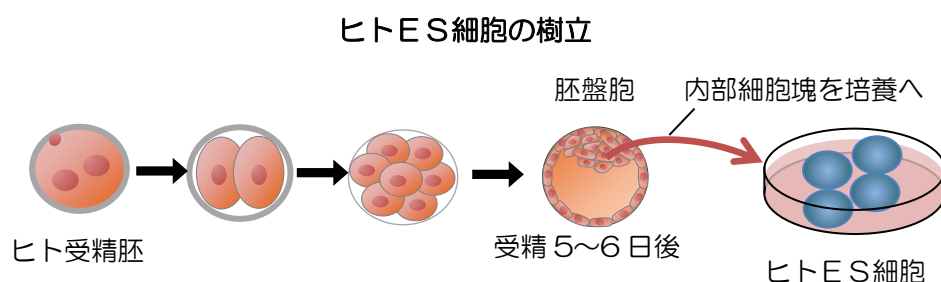 ヒトＥＳ細胞の樹立
胚盤胞
内部細胞塊を培養へ
ヒト受精胚
受精 5～6 日後
ヒトＥＳ細胞